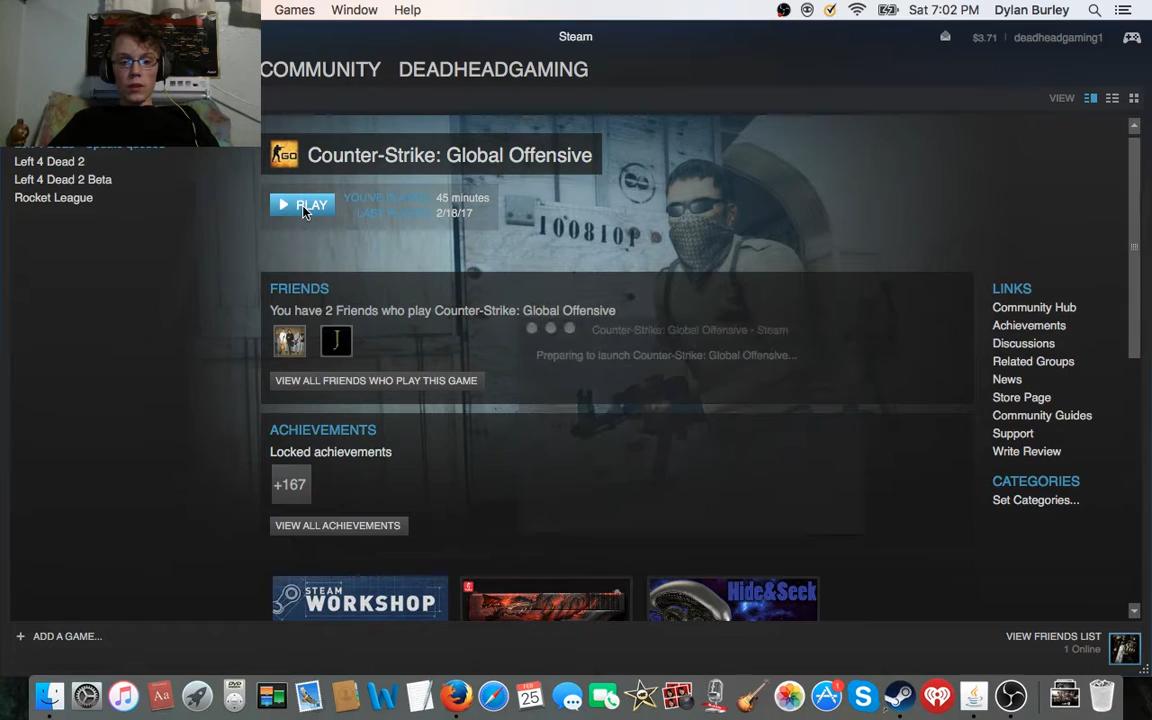 Games Window Help Sat 7:02 PM Dylan Burley
Steam
$3.71 deadheadgaming1
COMMUNITY DEADHEADGAMING
VIEW
GO Counter-Strike: Global Offensive
Left 4 Dead 2
Left 4 Dead 2 Beta
Rocket League
PLAY
45 minutes
2/18/17
FRIENDS
You have 2 Friends who play Counter-Strike: Global Offensive
J
Counter-Strike: Global Offensive - Steam
Preparing to launch Counter-Strike: Global Offensive...
VIEW ALL FRIENDS WHO PLAY THIS GAME
ACHIEVEMENTS
Locked achievements
+167
VIEW ALL ACHIEVEMENTS
LINKS
Community Hub
Achievements
Discussions
Related Groups
News
Store Page
Community Guides
Support
Write Review
CATEGORIES
Set Categories...
STEAM
WORKSHOP
Hide&Seek
ADD A GAME...
VIEW FRIENDS LIST
1 Online
FEB
25